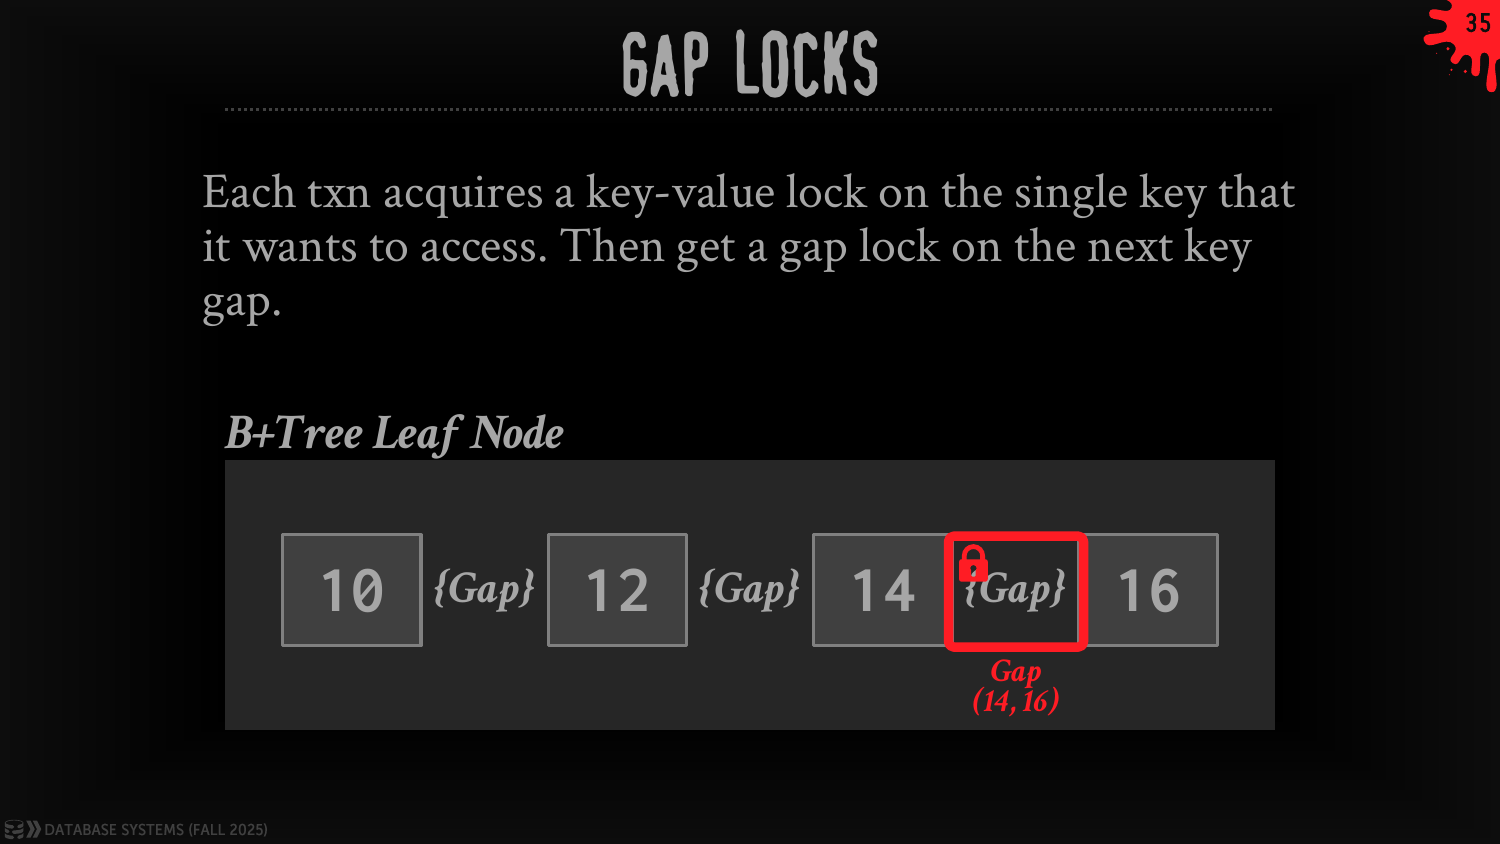 35
GAP LOCKS
Each txn acquires a key-value lock on the single key that
it wants to access. Then get a gap lock on the next key
gap.
B+Tree Leaf Node
10 {Gap} 12 {Gap} 14 {Gap} 16
Gap
(14, 16)
DATABASE SYSTEMS (FALL 2025)